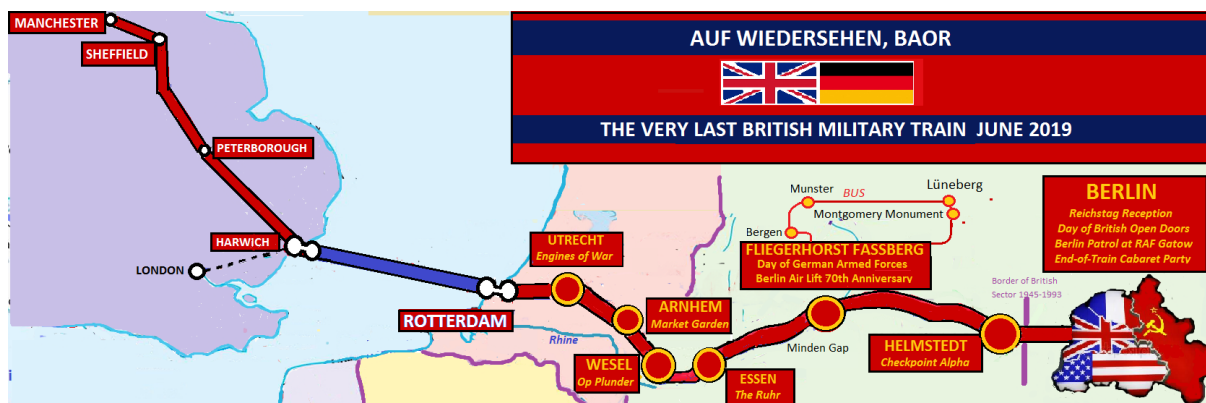 MANCHESTER
SHEFFIELD
PETERBOROUGH
HARWICH
LONDON
AUF WIEDERSEHEN, BAOR
THE VERY LAST BRITISH MILITARY TRAIN JUNE 2019
ROTTERDAM
Rhine
UTRECHT
Engines of War
ARNHEM
Market Garden
WESEL
Op Plunder
ESSEN
The Ruhr
Minden Gap
Munster
BUS
Lüneberg
Montgomery Monument
Bergen
FLIEGERHORST FASSBERG
Day of German Armed Forces
Berlin Air Lift 70th Anniversary
HELMSTEDT
Checkpoint Alpha
Border of British
Sector 1945-1993
BERLIN
Reichstag Reception
Day of British Open Doors
Berlin Patrol at RAF Gatow
End-of-Train Cabaret Party